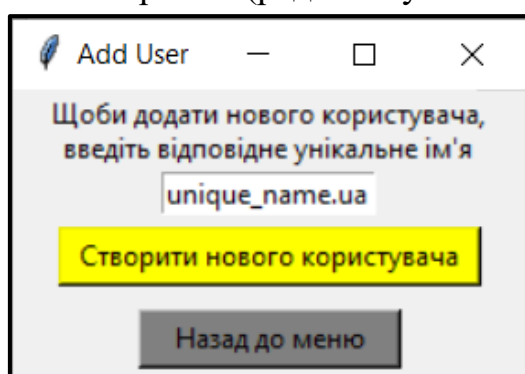 Add User
Щоби додати нового користувача,
введіть відповідне унікальне ім'я
unique_name.ua
Створити нового користувача
Назад до меню